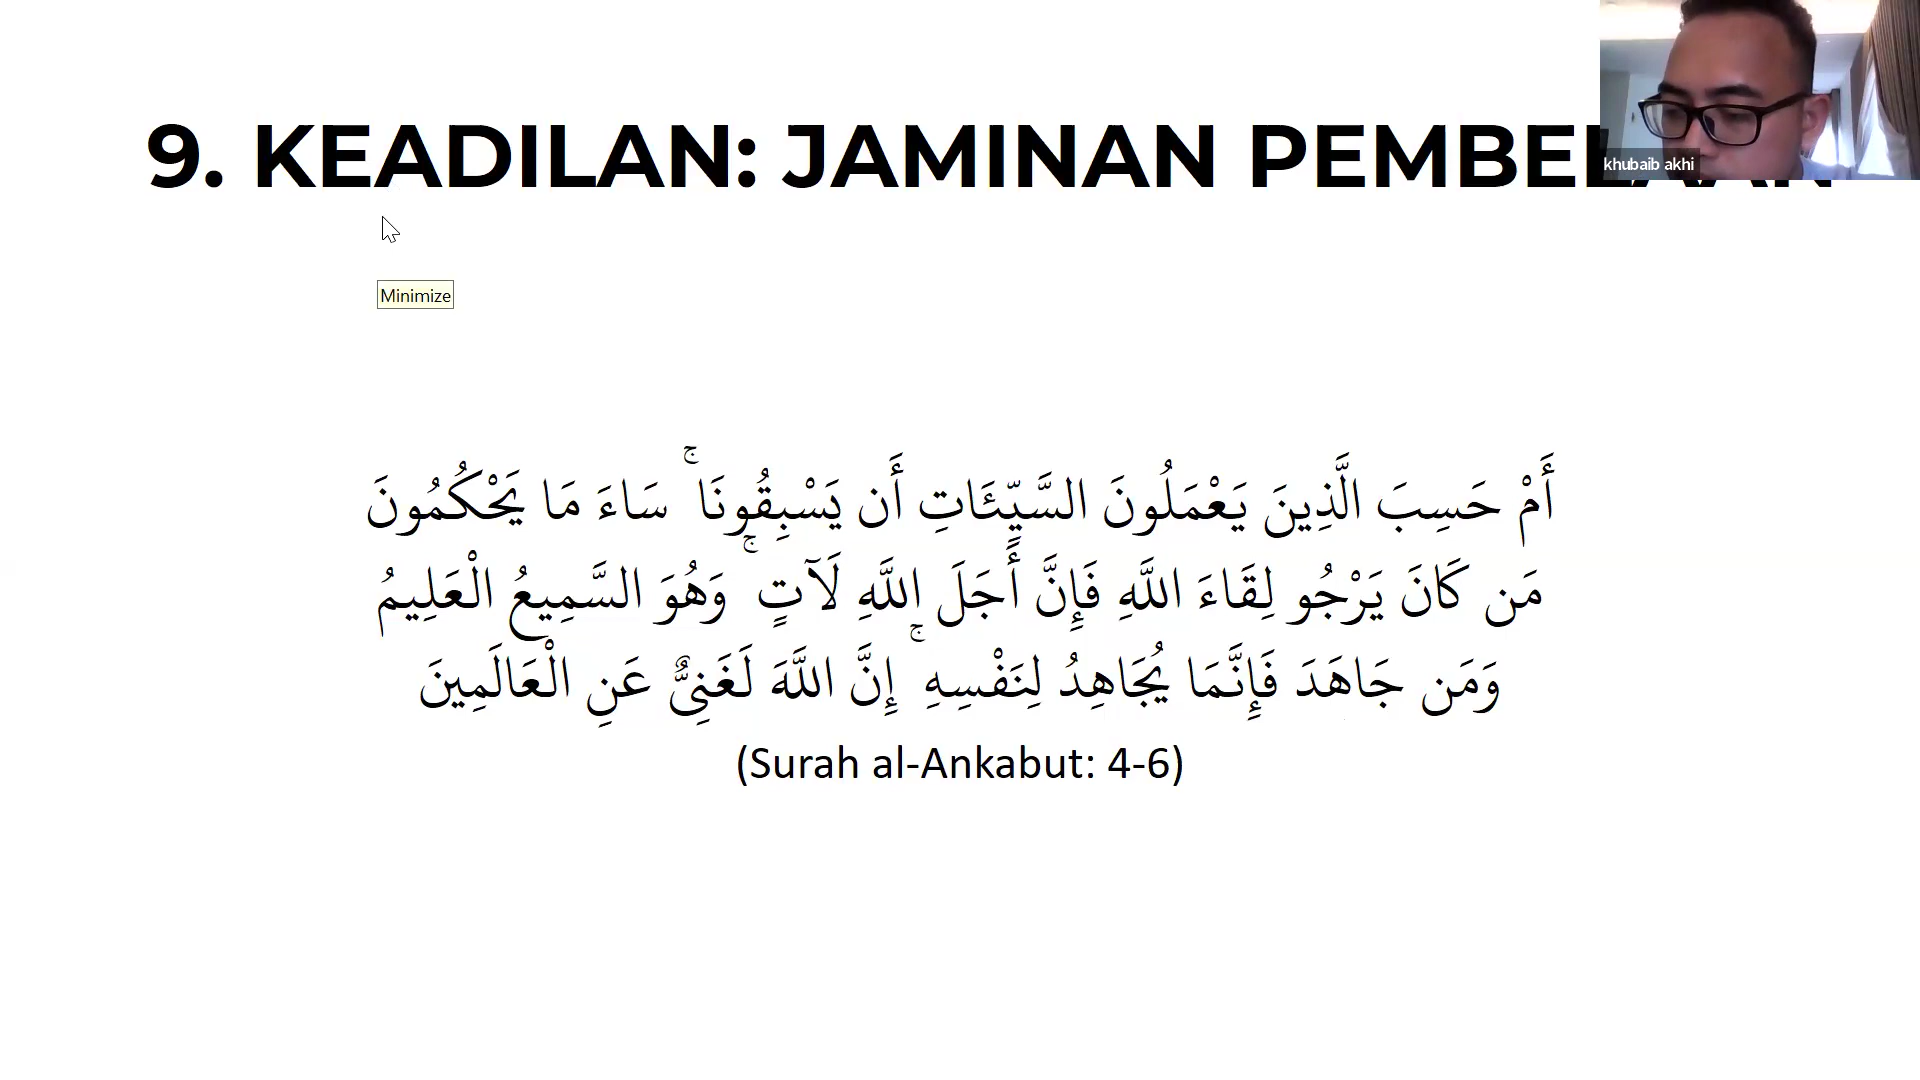 9. KEADILAN: JAMINAN PEMBELAAN
khubaib akhi
Minimize
أَمْ حَسِبَ الَّذِينَ يَعْمَلُونَ السَّيِّئَاتِ أَن يَسْبِقُونَا ۚ سَاءَ مَا يَحْكُمُونَ
مَن كَانَ يَرْجُو لِقَاءَ اللَّهِ فَإِنَّ أَجَلَ اللَّهِ لَآتٍ ۚ وَهُوَ السَّمِيعُ الْعَلِيمُ
وَمَن جَاهَدَ فَإِنَّمَا يُجَاهِدُ لِنَفْسِهِ ۚ إِنَّ اللَّهَ لَغَنِيٌّ عَنِ الْعَالَمِينَ
(Surah al-Ankabut: 4-6)